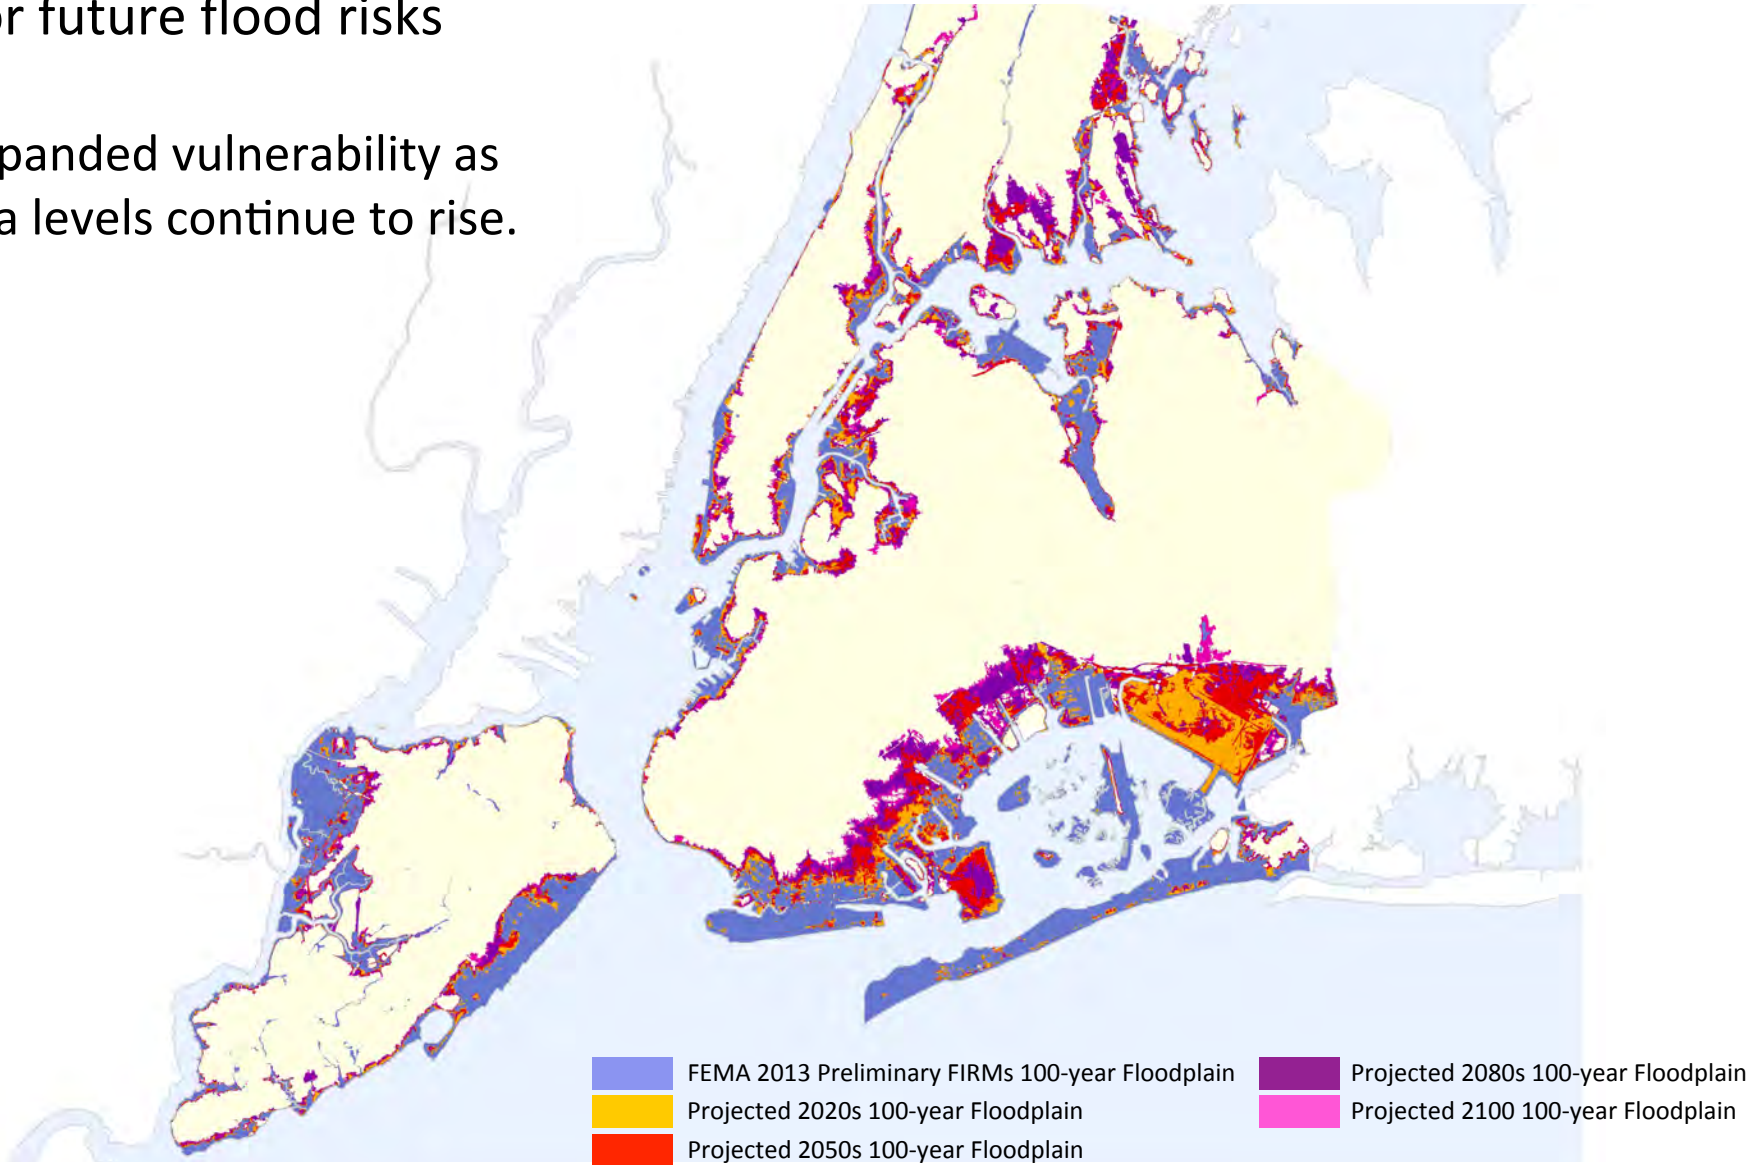 r future flood risks
panded vulnerability as
a levels continue to rise.
FEMA 2013 Preliminary FIRMs 100-year Floodplain
Projected 2020s 100-year Floodplain
Projected 2050s 100-year Floodplain
Projected 2080s 100-year Floodplain
Projected 2100 100-year Floodplain